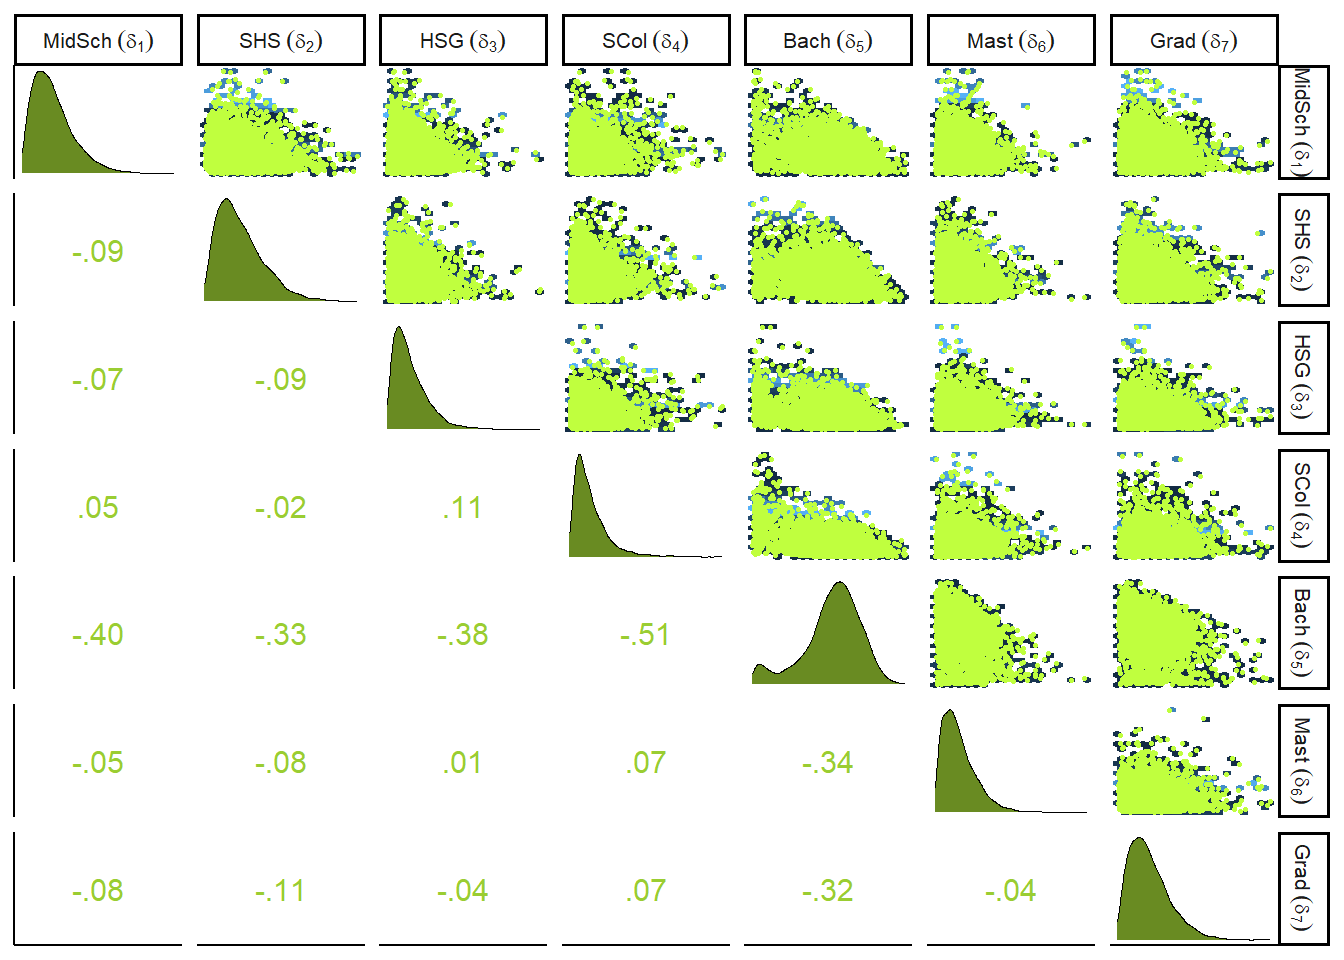 MidSch (δ1) SHS (δ2) HSG (δ3) SCol (δ4) Bach (δ5) Mast (δ6) Grad (δ7)
MidSch (δ1)
-.09
SHS (δ2)
-.07 -.09
HSG (δ3)
.05 -.02 .11
SCol (δ4)
-.40 -.33 -.38 -.51
Bach (δ5)
-.05 -.08 .01 .07 -.34
Mast (δ6)
-.08 -.11 -.04 .07 -.32 -.04
Grad (δ7)